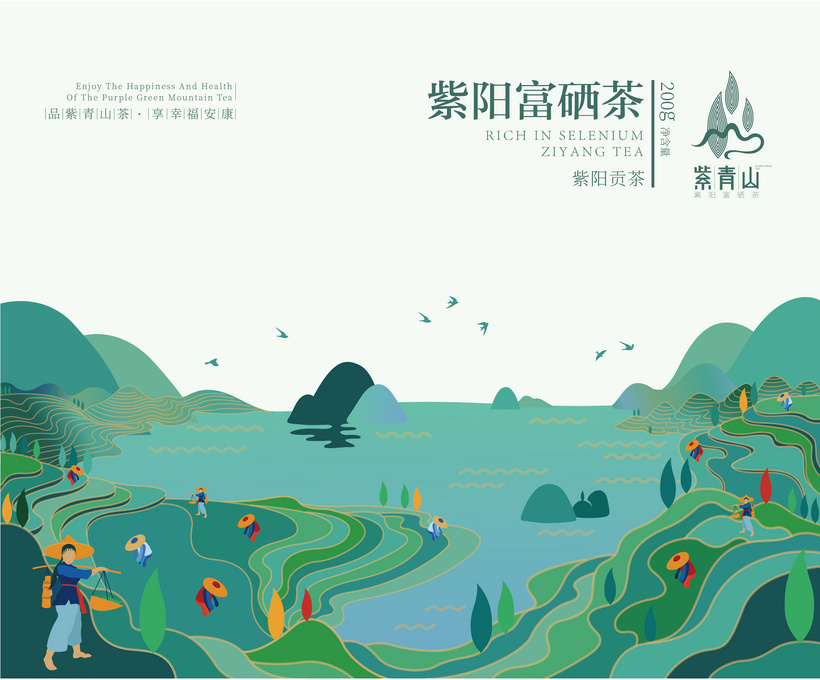 Enjoy The Happiness And Health
Of The Purple Green Mountain Tea
品紫青山茶·享幸福安康
紫阳富硒茶
RICH IN SELENIUM
ZIYANG TEA
紫阳贡茶
200g 净含量
紫青山
紫阳富硒茶